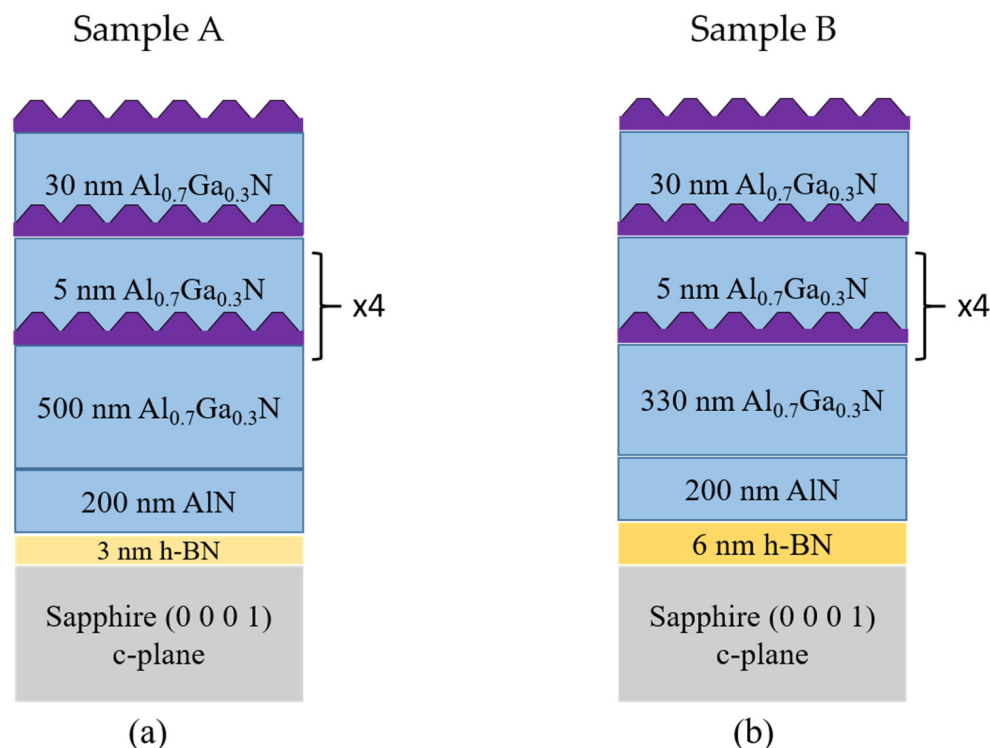 Sample A
30 nm Al₀.₇Ga₀.₃N
5 nm Al₀.₇Ga₀.₃N
x4
500 nm Al₀.₇Ga₀.₃N
200 nm AlN
3 nm h-BN
Sapphire (0 0 0 1)
c-plane
(a)
Sample B
30 nm Al₀.₇Ga₀.₃N
5 nm Al₀.₇Ga₀.₃N
x4
330 nm Al₀.₇Ga₀.₃N
200 nm AlN
6 nm h-BN
Sapphire (0 0 0 1)
c-plane
(b)